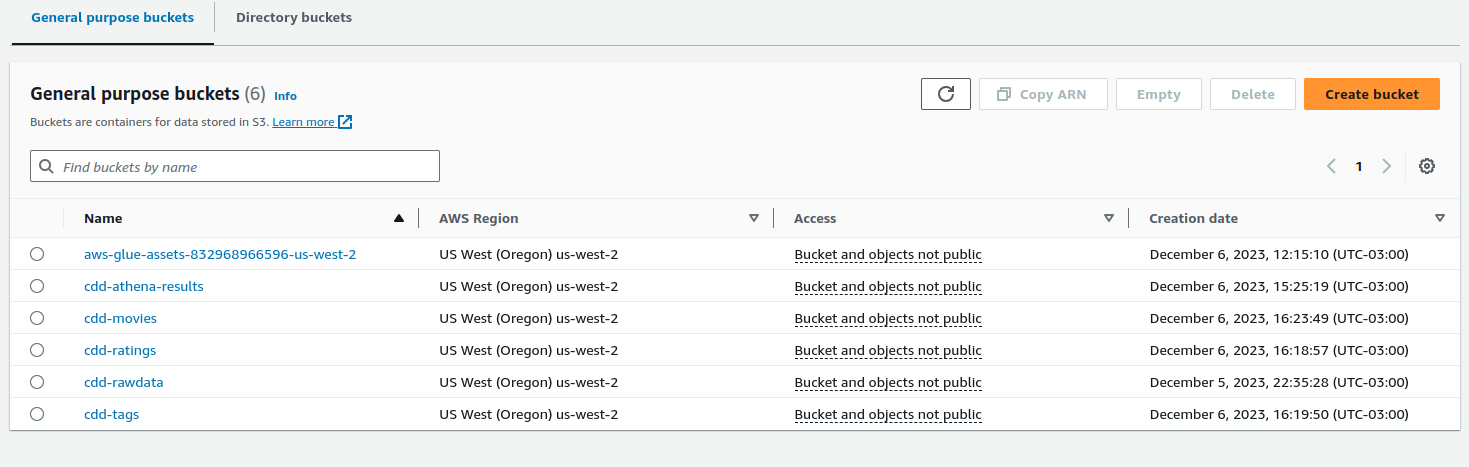 General purpose buckets Directory buckets
General purpose buckets (6) Info
Copy ARN Empty Delete Create bucket
Buckets are containers for data stored in S3. Learn more
Find buckets by name
1
Name AWS Region Access Creation date
aws-glue-assets-832968966596-us-west-2 US West (Oregon) us-west-2 Bucket and objects not public December 6, 2023, 12:15:10 (UTC-03:00)
cdd-athena-results US West (Oregon) us-west-2 Bucket and objects not public December 6, 2023, 15:25:19 (UTC-03:00)
cdd-movies US West (Oregon) us-west-2 Bucket and objects not public December 6, 2023, 16:23:49 (UTC-03:00)
cdd-ratings US West (Oregon) us-west-2 Bucket and objects not public December 6, 2023, 16:18:57 (UTC-03:00)
cdd-rawdata US West (Oregon) us-west-2 Bucket and objects not public December 5, 2023, 22:35:28 (UTC-03:00)
cdd-tags US West (Oregon) us-west-2 Bucket and objects not public December 6, 2023, 16:19:50 (UTC-03:00)